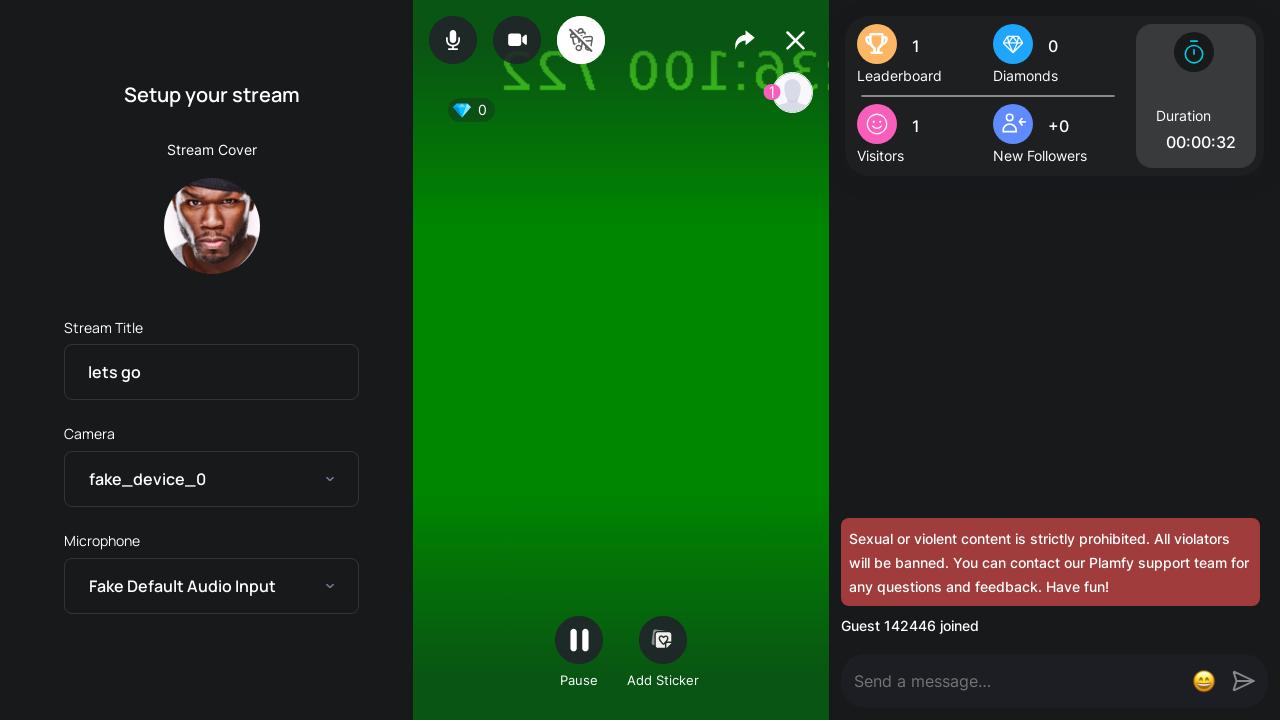 Setup your stream
Stream Cover
Stream Title
lets go
Camera
fake_device_0
Microphone
Fake Default Audio Input
0
1
Pause
Add Sticker
1
Leaderboard
0
Diamonds
1
Visitors
+0
New Followers
Duration
00:00:32
Sexual or violent content is strictly prohibited. All violators
will be banned. You can contact our Plamfy support team for
any questions and feedback. Have fun!
Guest 142446 joined
Send a message...